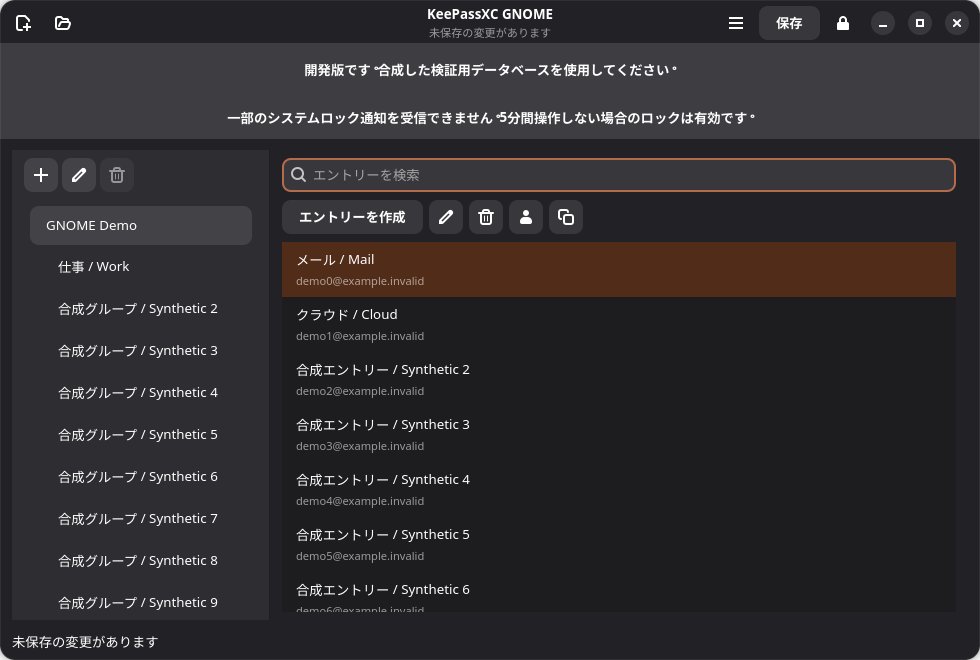 KeePassXC GNOME
未保存の変更があります
保存
開発版です。合成した検証用データベースを使用してください。
一部のシステムロック通知を受信できません。5分間操作しない場合のロックは有効です。
エントリーを検索
エントリーを作成
GNOME Demo
仕事 / Work
合成グループ / Synthetic 2
合成グループ / Synthetic 3
合成グループ / Synthetic 4
合成グループ / Synthetic 5
合成グループ / Synthetic 6
合成グループ / Synthetic 7
合成グループ / Synthetic 8
合成グループ / Synthetic 9
メール / Mail
demo0@example.invalid
クラウド / Cloud
demo1@example.invalid
合成エントリー / Synthetic 2
demo2@example.invalid
合成エントリー / Synthetic 3
demo3@example.invalid
合成エントリー / Synthetic 4
demo4@example.invalid
合成エントリー / Synthetic 5
demo5@example.invalid
合成エントリー / Synthetic 6
demo6@example.invalid
未保存の変更があります